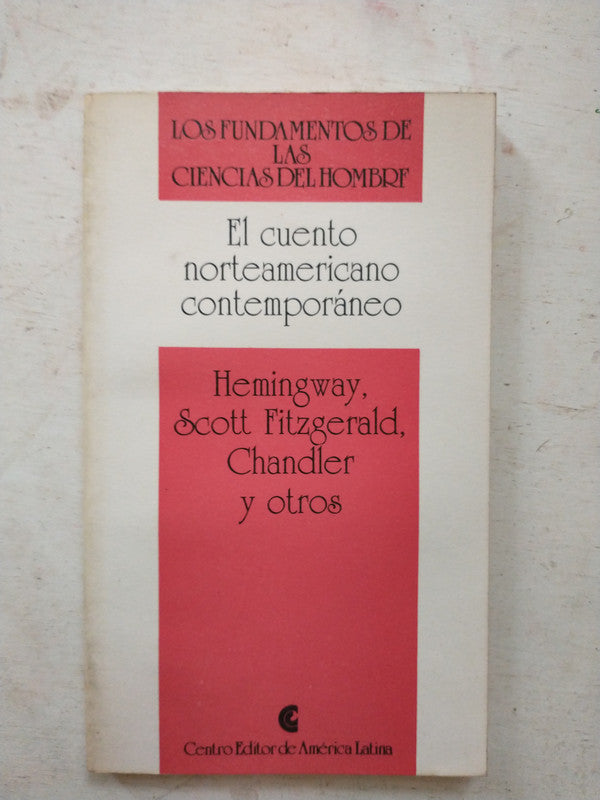 LOS FUNDAMENTOS DE
LAS
CIENCIAS DEL HOMBRE
El cuento
norteamericano
contemporáneo
Hemingway,
Scott Fitzgerald,
Chandler
y otros
Centro Editor de América Latina